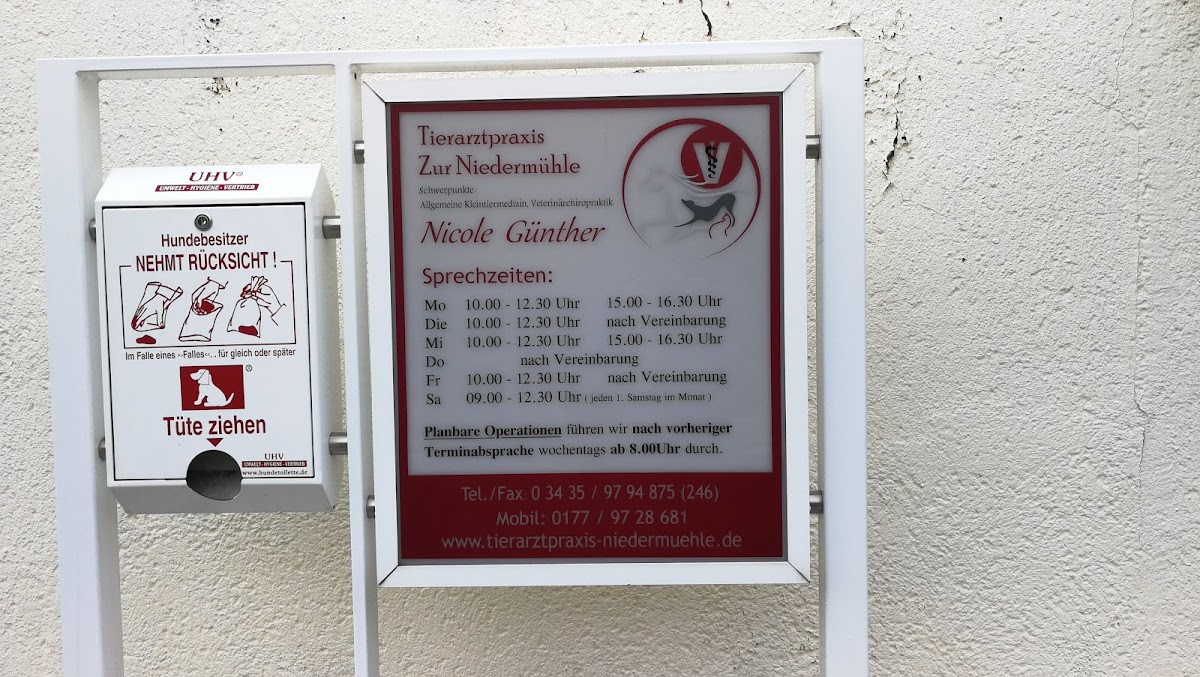 UHV®
UMWELT - HYGIENE - VERTRIEB
Hundebesitzer
NEHMT RÜCKSICHT !
Im Falle eines »Falles«... für gleich oder später
®
Tüte ziehen
UHV
UMWELT - HYGIENE - VERTRIEB
www.hundetoilette.de
Tierarztpraxis
Zur Niedermühle
Schwerpunkte:
Allgemeine Kleintiermedizin, Veterinärchiropraktik
Nicole Günther
V
Sprechzeiten:
Mo 10.00 - 12.30 Uhr 15.00 - 16.30 Uhr
Die 10.00 - 12.30 Uhr nach Vereinbarung
Mi 10.00 - 12.30 Uhr 15.00 - 16.30 Uhr
Do nach Vereinbarung
Fr 10.00 - 12.30 Uhr nach Vereinbarung
Sa 09.00 - 12.30 Uhr ( jeden 1. Samstag im Monat )
Planbare Operationen führen wir nach vorheriger
Terminabsprache wochentags ab 8.00Uhr durch.
Tel./Fax: 0 34 35 / 97 94 875 (246)
Mobil: 0177 / 97 28 681
www.tierarztpraxis-niedermuehle.de